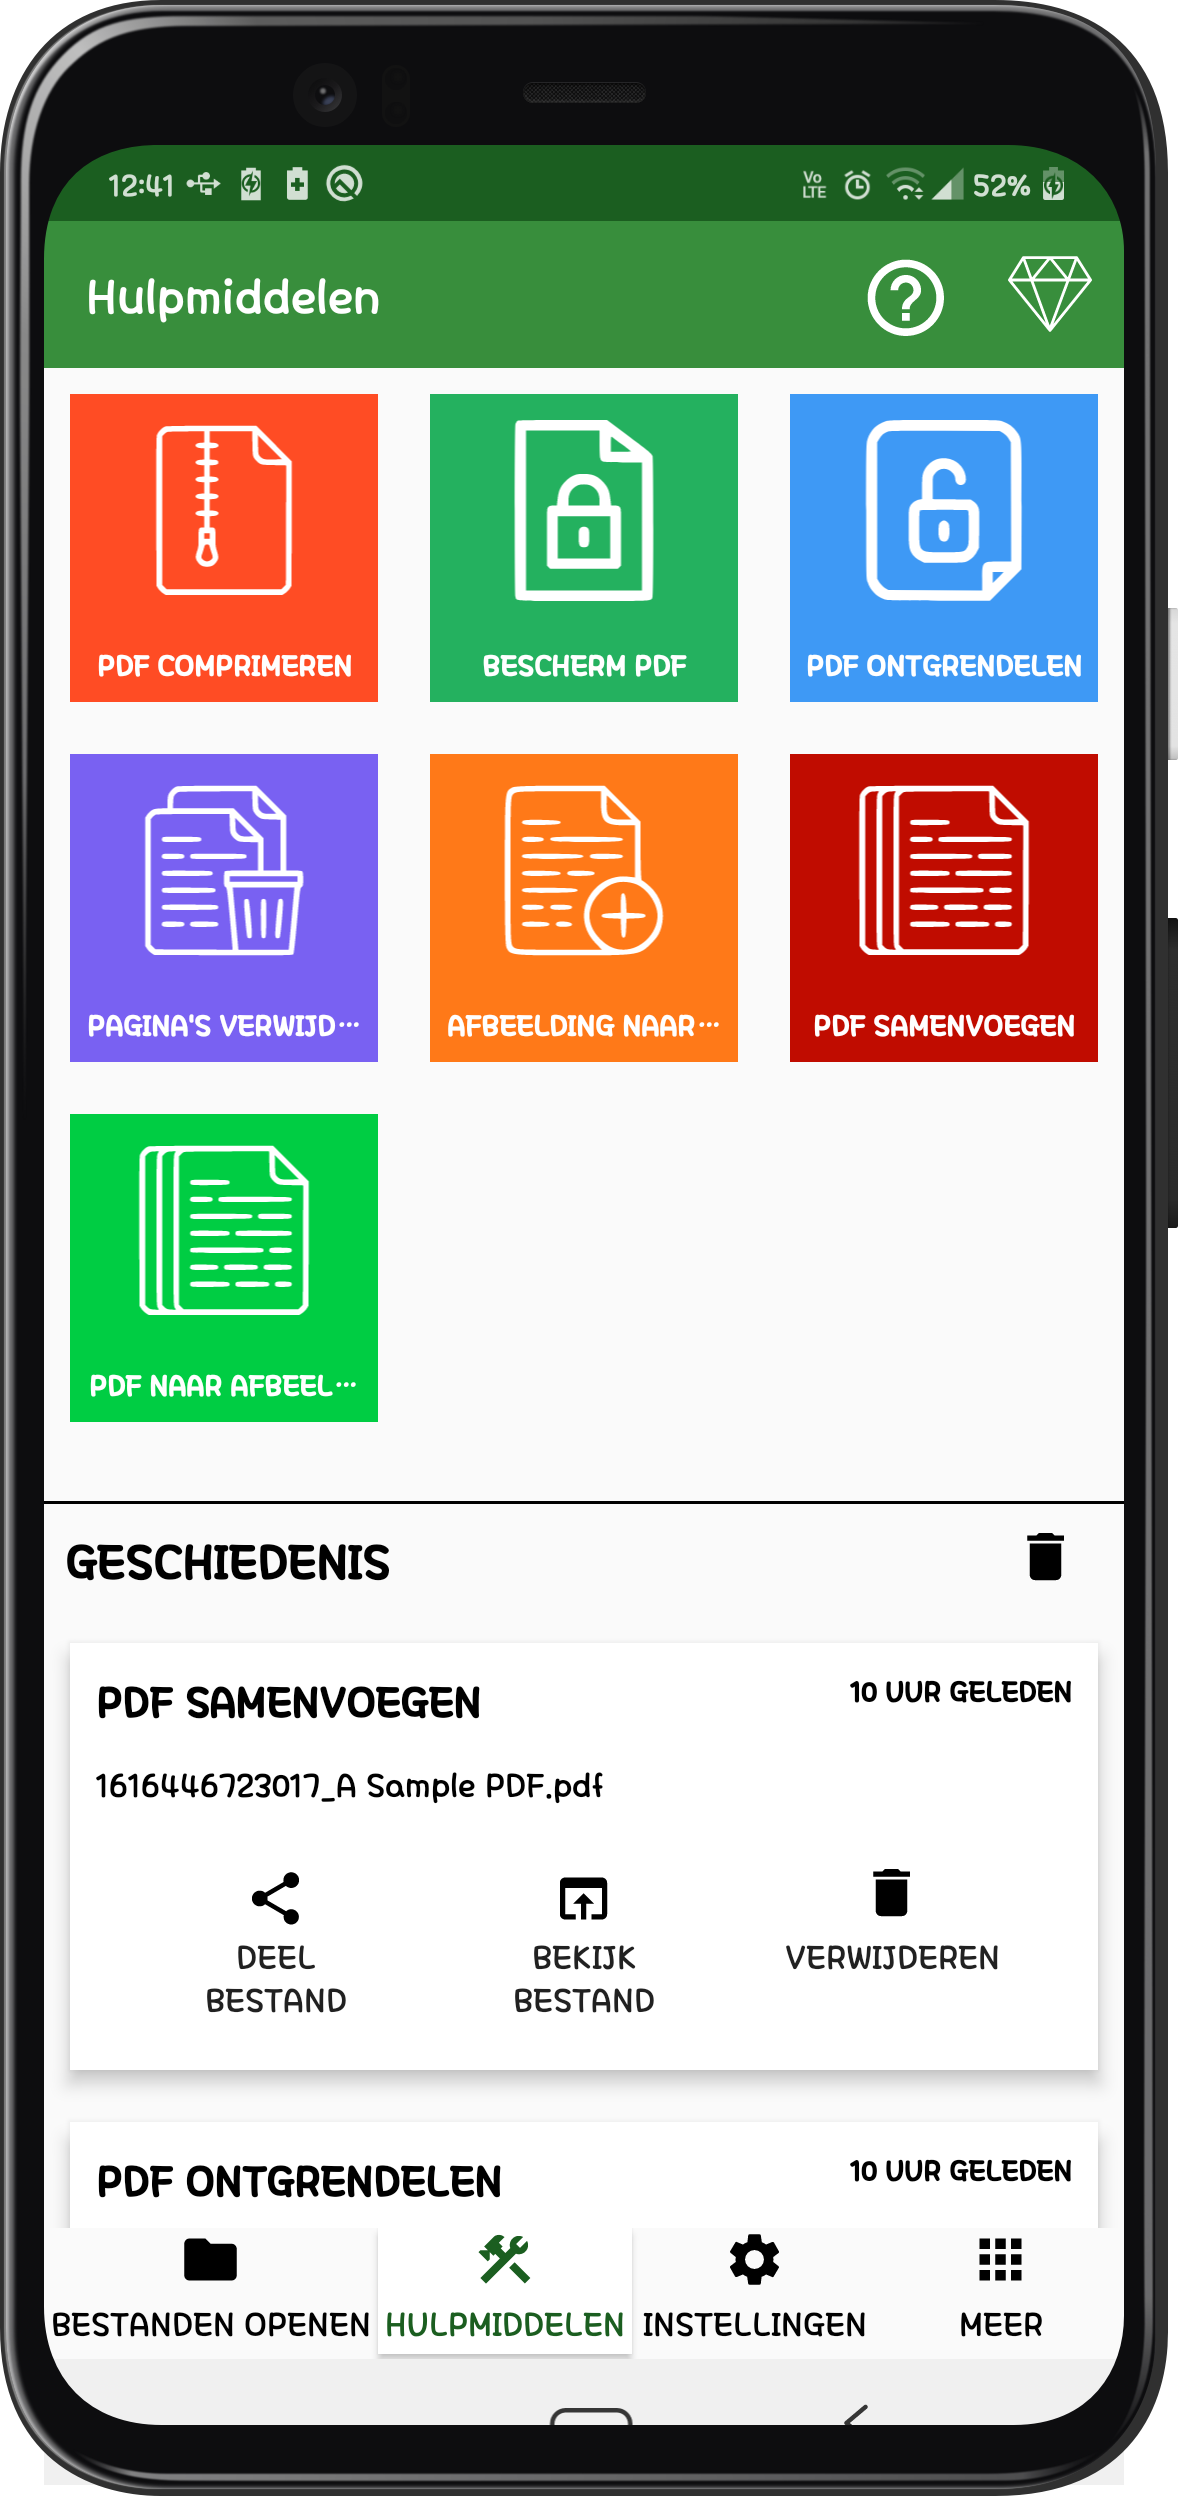 12:41
Vo LTE
52%
Hulpmiddelen
PDF COMPRIMEREN
BESCHERM PDF
PDF ONTGRENDELEN
PAGINA'S VERWIJD...
AFBEELDING NAAR...
PDF SAMENVOEGEN
PDF NAAR AFBEEL...
GESCHIEDENIS
PDF SAMENVOEGEN
10 UUR GELEDEN
1616446723017_A Sample PDF.pdf
DEEL
BESTAND
BEKIJK
BESTAND
VERWIJDEREN
PDF ONTGRENDELEN
10 UUR GELEDEN
BESTANDEN OPENEN
HULPMIDDELEN
INSTELLINGEN
MEER